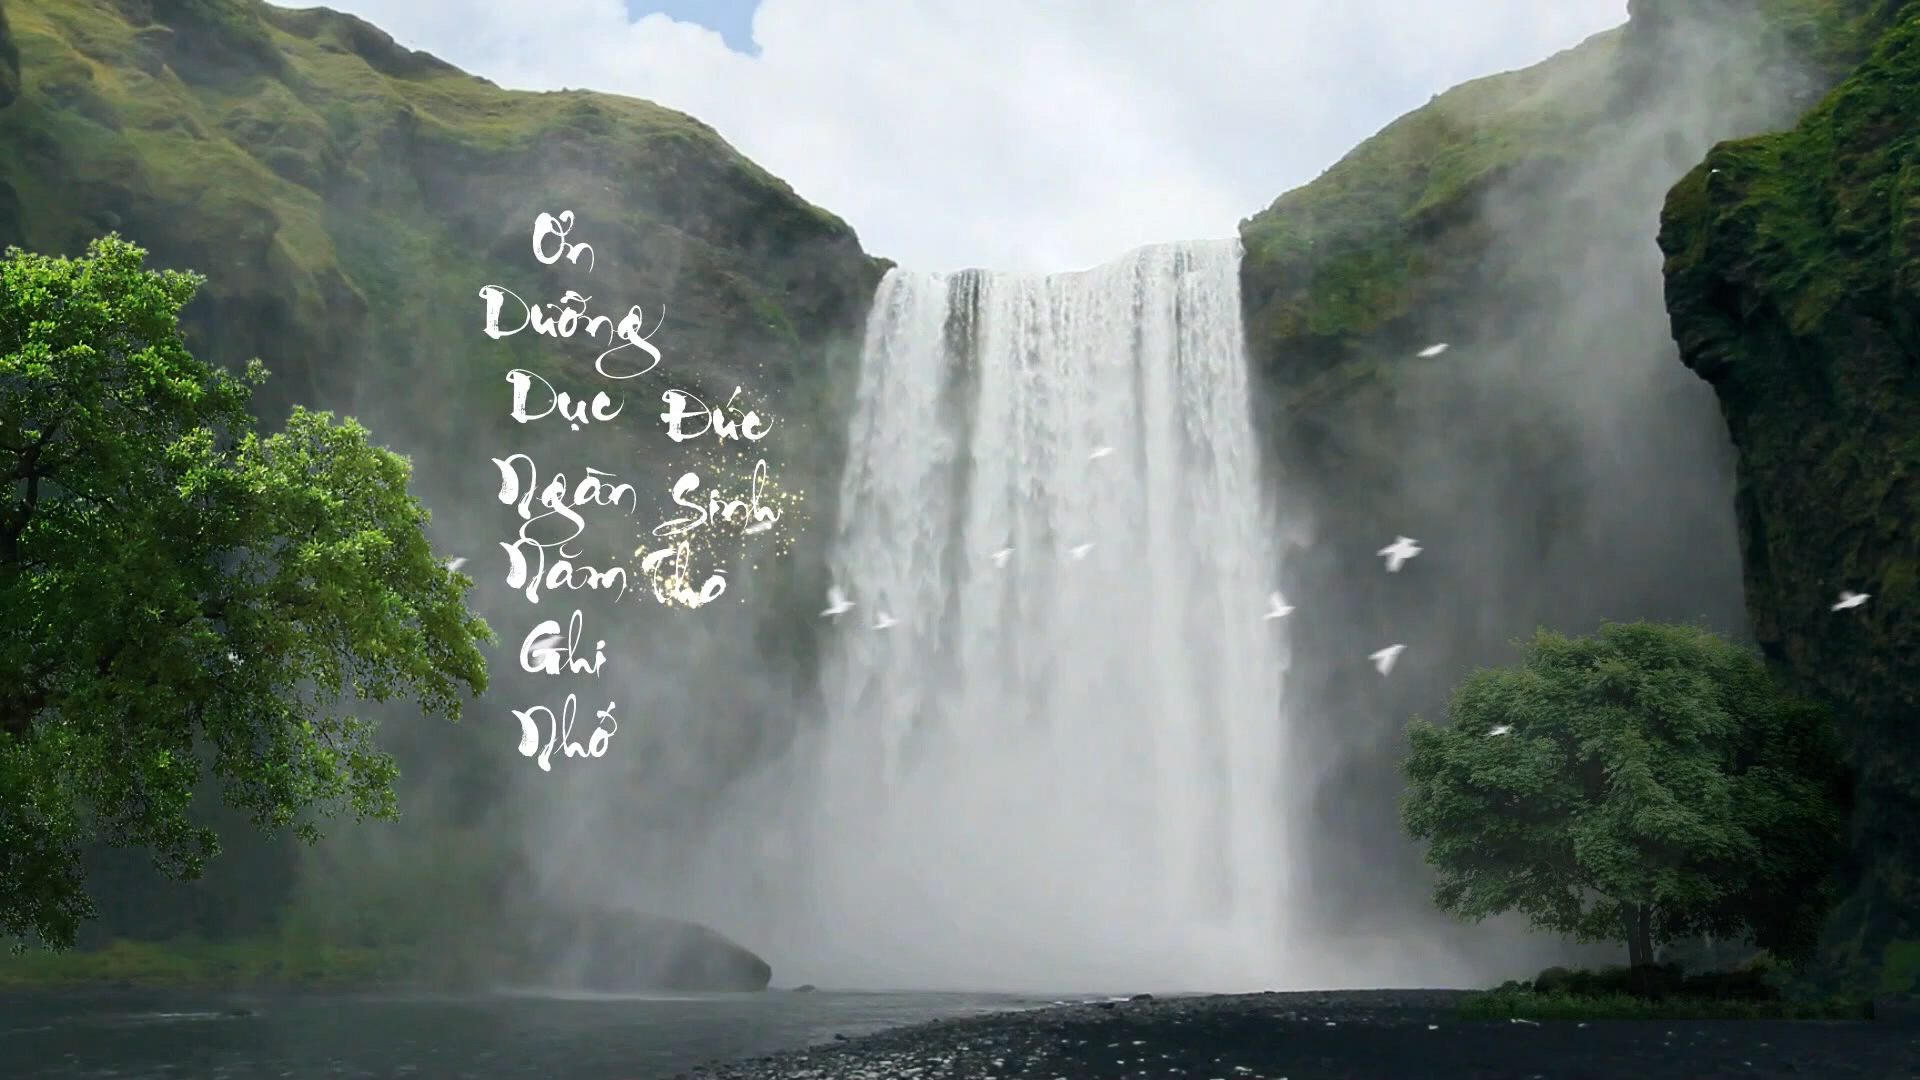 Ơn
Dưỡng
Dục
Ngàn
Năm
Ghi
Nhớ
Đức
Sinh